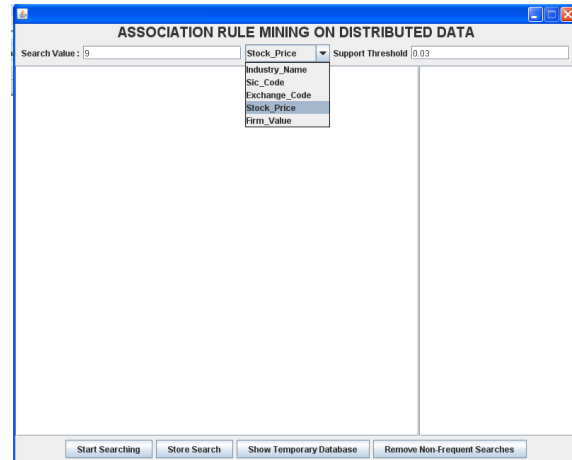 ASSOCIATION RULE MINING ON DISTRIBUTED DATA
Search Value : 9 Stock_Price Support Threshold 0.03
Industry_Name
Sic_Code
Exchange_Code
Stock_Price
Firm_Value
Start Searching Store Search Show Temporary Database Remove Non-Frequent Searches